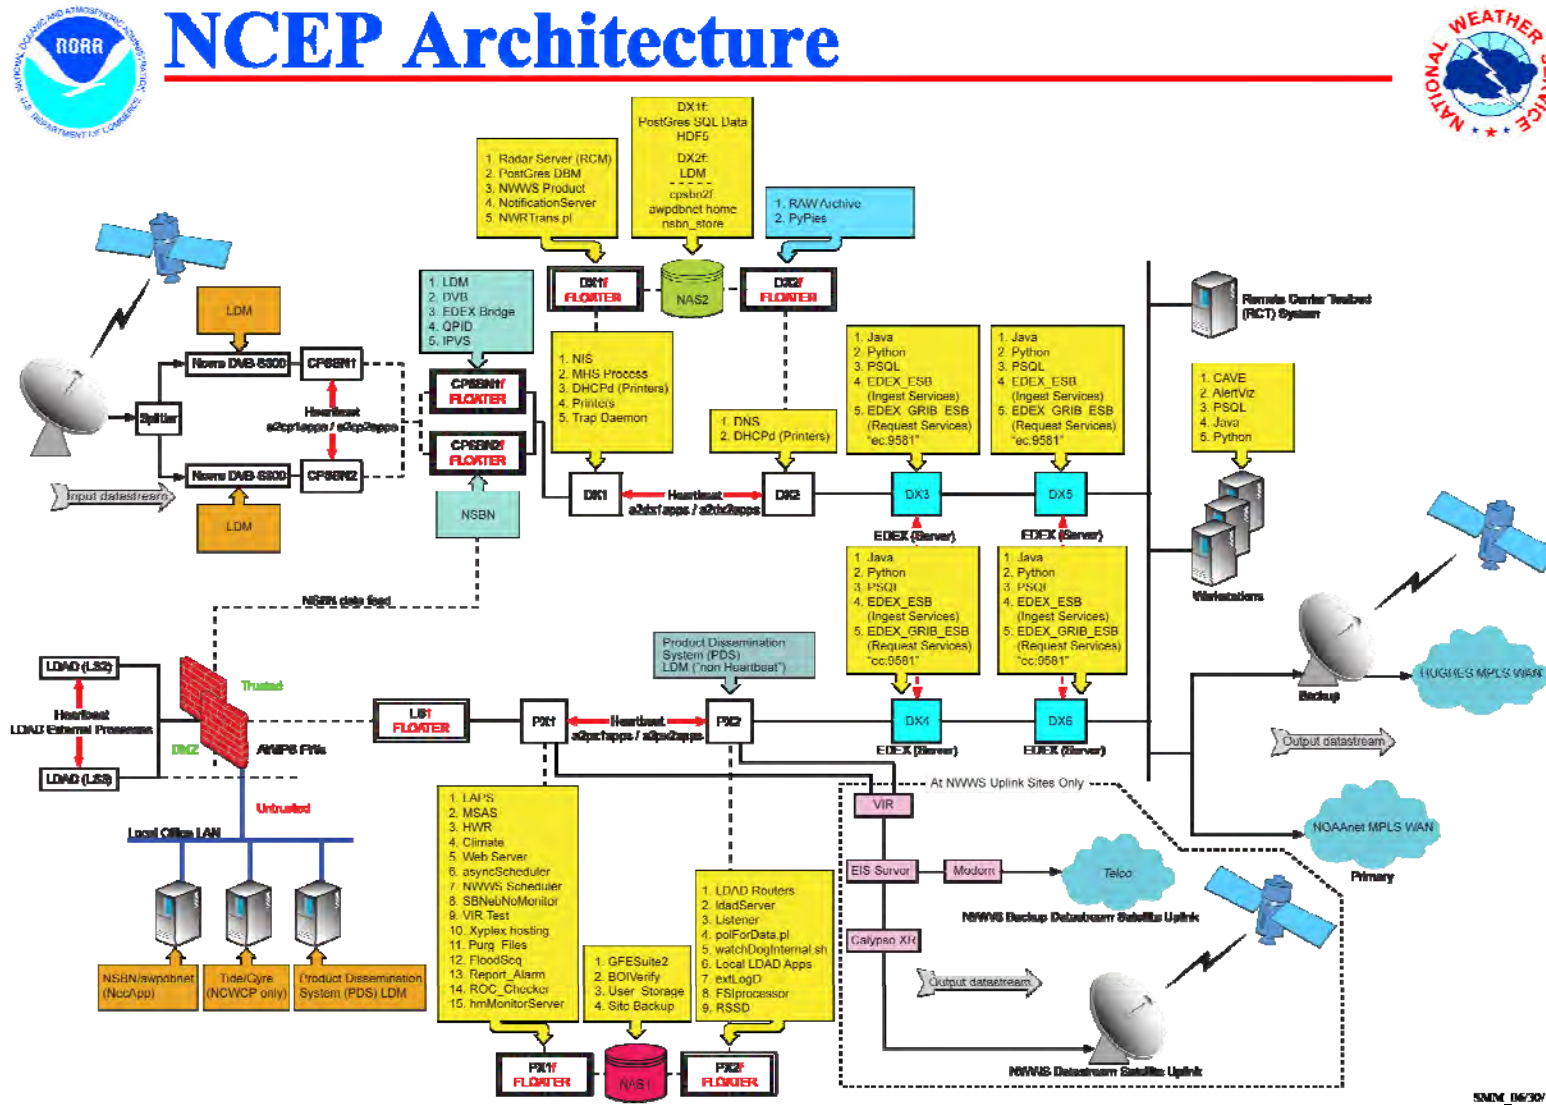 NCEP Architecture
NOAA
NATIONAL OCEANIC AND ATMOSPHERIC ADMINISTRATION
U.S. DEPARTMENT OF COMMERCE
NATIONAL WEATHER SERVICE
DX1f:
PostGres SQL Data
HDF5
DX2f:
LDM
cpsbn2f
awpdbnet home
nsbn_store
1. Radar Server (RCM)
2. PostGres DBM
3. NWWS Product
4. NotificationServer
5. NWRTrans.pl
1. RAW Archive
2. PyPies
DX1f
FLOATER
NAS2
DX2f
FLOATER
1. LDM
2. DVB
3. EDEX Bridge
4. QPID
5. IPVS
LDM
Novra DVB-S300
CPSBN1
Splitter
Heartbeat
a2cp1apps / a2cp2apps
Novra DVB-S300
CPSBN2
Input datastream
LDM
CPSBN1f
FLOATER
CPSBN2f
FLOATER
NSBN
1. NIS
2. MHS Process
3. DHCPd (Printers)
4. Printers
5. Trap Daemon
1. DNS
2. DHCPd (Printers)
DX1
Heartbeat
a2dx1apps / a2dx2apps
DX2
1. Java
2. Python
3. PSQL
4. EDEX_ESB
(Ingest Services)
5. EDEX_GRIB_ESB
(Request Services)
"ec:9581"
1. Java
2. Python
3. PSQL
4. EDEX_ESB
(Ingest Services)
5. EDEX_GRIB_ESB
(Request Services)
"ec:9581"
DX3
EDEX (Server)
DX5
EDEX (Server)
Remote Carrier Testbed
(RCT) System
1. CAVE
2. AlertViz
3. PSQL
4. Java
5. Python
Workstations
1. Java
2. Python
3. PSQL
4. EDEX_ESB
(Ingest Services)
5. EDEX_GRIB_ESB
(Request Services)
"ec:9581"
1. Java
2. Python
3. PSQL
4. EDEX_ESB
(Ingest Services)
5. EDEX_GRIB_ESB
(Request Services)
"ec:9581"
DX4
EDEX (Server)
DX6
EDEX (Server)
NSBN data feed
Product Dissemination
System (PDS)
LDM ("non Heartbeat")
LDAD (LS2)
Heartbeat
LDAD External Processes
LDAD (LS3)
Trusted
DMZ
AWIPS FWs
Untrusted
LSf
FLOATER
PX1
Heartbeat
a2px1apps / a2px2apps
PX2
Backup
HUGHES MPLS WAN
Output datastream
NOAAnet MPLS WAN
Primary
Local Office LAN
NSBN/awpdbnet
(NccApp)
Tide/Gyre
(NCWCP only)
Product Dissemination
System (PDS) LDM
1. LAPS
2. MSAS
3. HWR
4. Climate
5. Web Server
6. asyncScheduler
7. NWWS Scheduler
8. SBNebNoMonitor
9. VIR Test
10. Xyplex hosting
11. Purg_Files
12. FloodSeq
13. Report_Alarm
14. ROC_Checker
15. hmMonitorServer
1. GFESuite2
2. BOIVerify
3. User_Storage
4. Site Backup
1. LDAD Routers
2. ldadServer
3. Listener
4. polForData.pl
5. watchDogInternal.sh
6. Local LDAD Apps
7. extLogD
8. FSIprocessor
9. RSSD
PX1f
FLOATER
NAS1
PX2f
FLOATER
At NWWS Uplink Sites Only
VIR
EIS Server
Modem
Telco
NWWS Backup Datastream Satellite Uplink
Calypso XR
Output datastream
NWWS Datastream Satellite Uplink